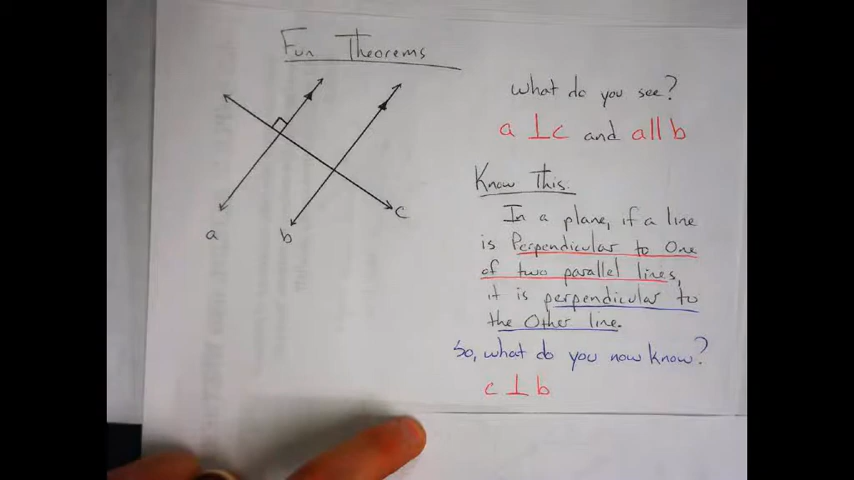 Fun Theorems
What do you see?
a ⊥ c and a || b
Know This.
In a plane, if a line
is Perpendicular to One
of two parallel lines,
it is perpendicular to
the Other line.
So, what do you now know?
c ⊥ b
a
b
c